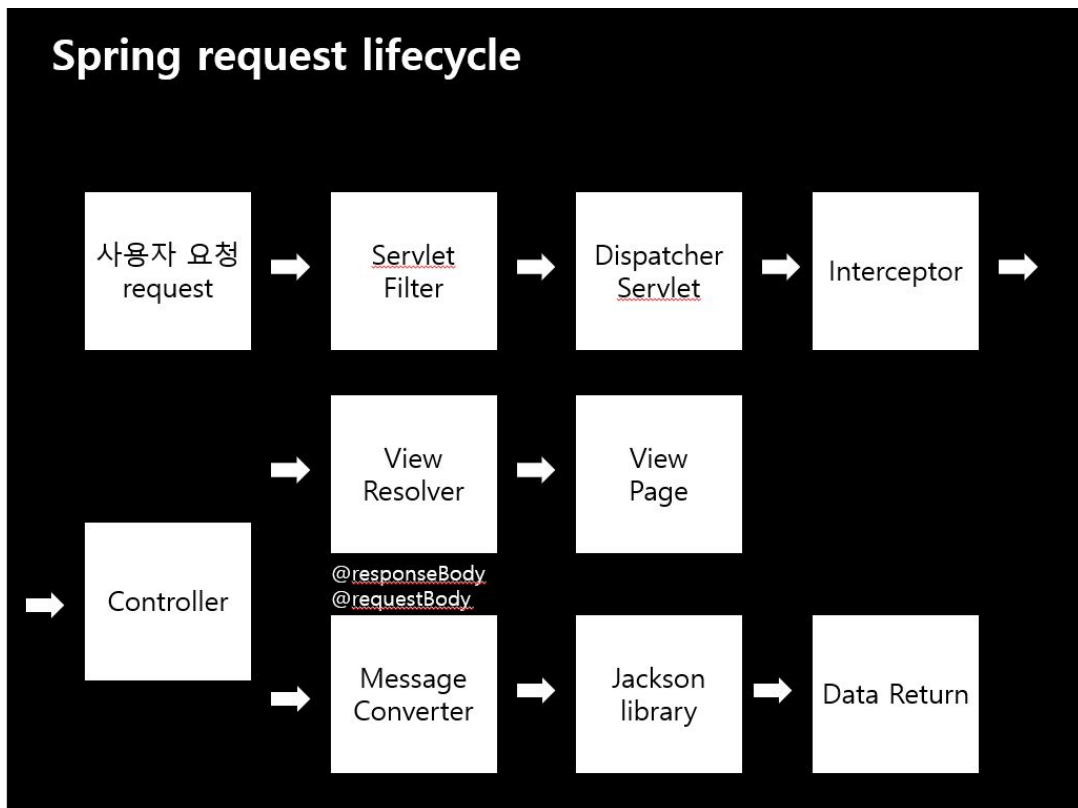 Spring request lifecycle
사용자 요청
request
Servlet
Filter
Dispatcher
Servlet
Interceptor
View
Resolver
View
Page
Controller
@responseBody
@requestBody
Message
Converter
Jackson
library
Data Return